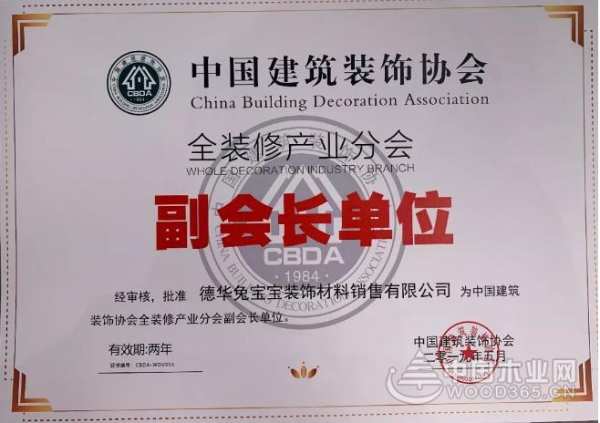 中国建筑装饰协会
China Building Decoration Association
CBDA
1984
全装修产业分会
WHOLE DECORATION INDUSTRY BRANCH
副会长单位
CBDA
·1984·
经审核，批准 德华兔宝宝装饰材料销售有限公司 为中国建筑
装饰协会全装修产业分会副会长单位。
有效期:两年
中国建筑装饰协会
二零一九年五月
中国木业网
WOOD365.CN